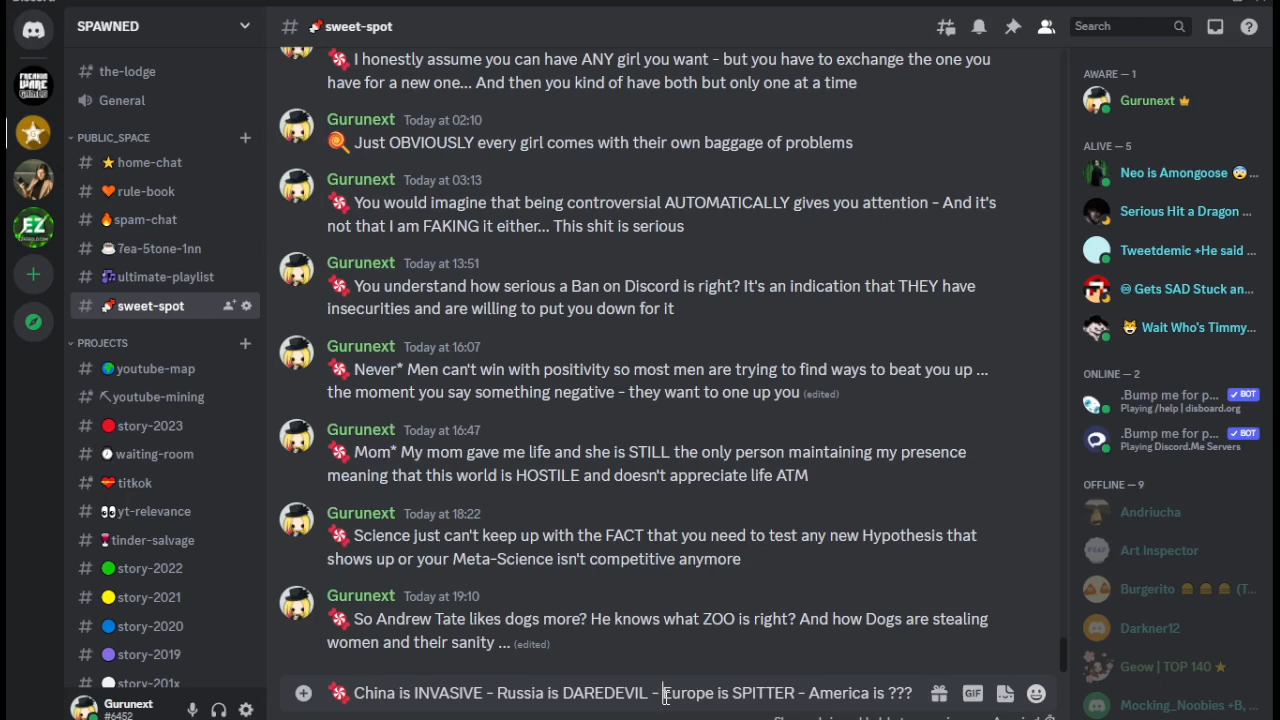 Discord
SPAWNED
# sweet-spot
Search
the-lodge
General
PUBLIC_SPACE
home-chat
rule-book
spam-chat
7ea-5tone-1nn
ultimate-playlist
sweet-spot
PROJECTS
youtube-map
youtube-mining
story-2023
waiting-room
titkok
yt-relevance
tinder-salvage
story-2022
story-2021
story-2020
story-2019
story-201x
FREAKIN
WARE
GAMES
EZ
Gurunext
#6452
I honestly assume you can have ANY girl you want - but you have to exchange the one you
have for a new one... And then you kind of have both but only one at a time
Gurunext Today at 02:10
Just OBVIOUSLY every girl comes with their own baggage of problems
Gurunext Today at 03:13
You would imagine that being controversial AUTOMATICALLY gives you attention - And it's
not that I am FAKING it either... This shit is serious
Gurunext Today at 13:51
You understand how serious a Ban on Discord is right? It's an indication that THEY have
insecurities and are willing to put you down for it
Gurunext Today at 16:07
Never* Men can't win with positivity so most men are trying to find ways to beat you up ...
the moment you say something negative - they want to one up you (edited)
Gurunext Today at 16:47
Mom* My mom gave me life and she is STILL the only person maintaining my presence
meaning that this world is HOSTILE and doesn't appreciate life ATM
Gurunext Today at 18:22
Science just can't keep up with the FACT that you need to test any new Hypothesis that
shows up or your Meta-Science isn't competitive anymore
Gurunext Today at 19:10
So Andrew Tate likes dogs more? He knows what ZOO is right? And how Dogs are stealing
women and their sanity ... (edited)
China is INVASIVE - Russia is DAREDEVIL - Europe is SPITTER - America is ???
GIF
AWARE — 1
Gurunext
ALIVE — 5
Neo is Amongoose ...
Serious Hit a Dragon ...
Tweetdemic +He said ...
♾ Gets SAD Stuck an...
Wait Who's Timmy...
ONLINE — 2
.Bump me for p... ✓ BOT
Playing /help | disboard.org
.Bump me for p... ✓ BOT
Playing Discord.Me Servers
OFFLINE — 9
Andriucha
Art Inspector
Burgerito (T...
Darkner12
Geow | TOP 140
Mocking_Noobies +B, ...